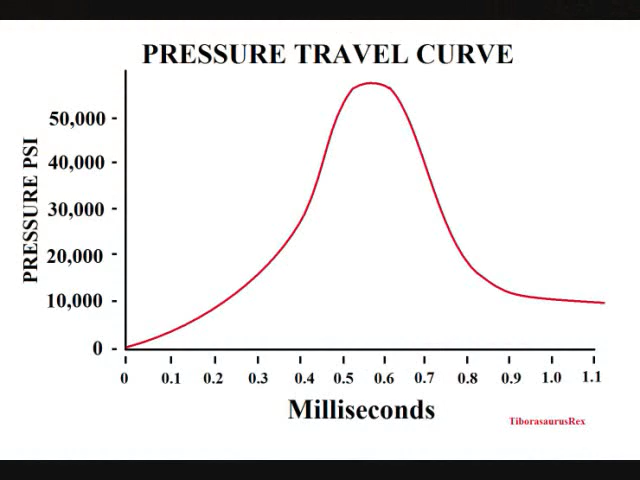 PRESSURE TRAVEL CURVE
PRESSURE PSI
50,000
40,000
30,000
20,000
10,000
0
0 0.1 0.2 0.3 0.4 0.5 0.6 0.7 0.8 0.9 1.0 1.1
Milliseconds
TiborasaurusRex